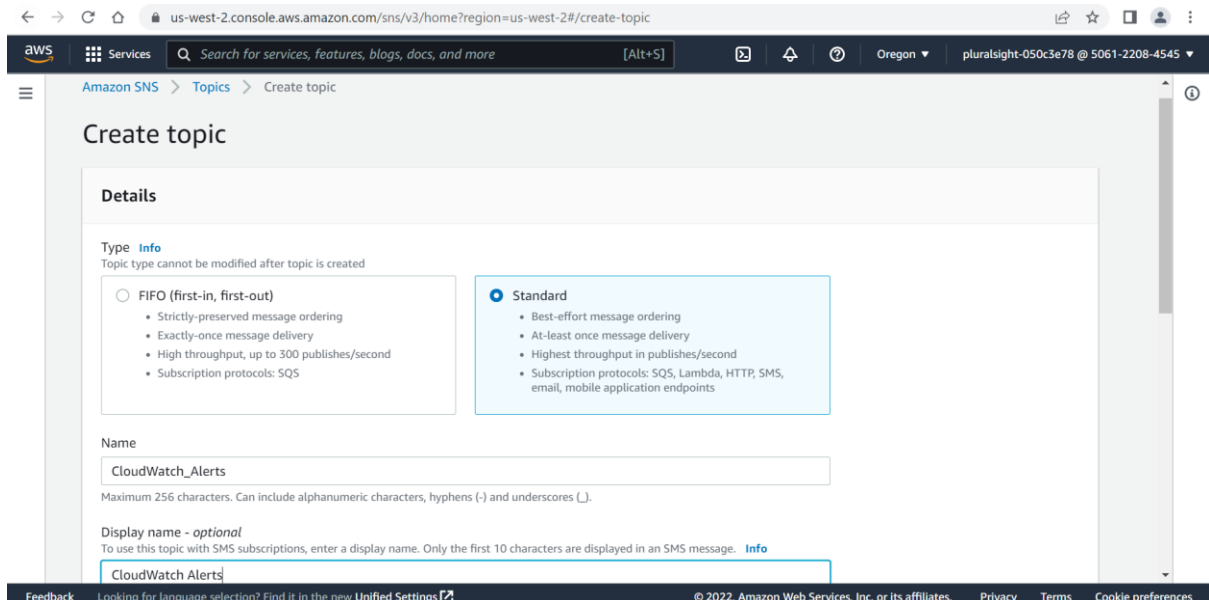 us-west-2.console.aws.amazon.com/sns/v3/home?region=us-west-2#/create-topic
aws Services Search for services, features, blogs, docs, and more [Alt+S] Oregon ▼ pluralsight-050c3e78 @ 5061-2208-4545 ▼
Amazon SNS > Topics > Create topic
Create topic
Details
Type Info
Topic type cannot be modified after topic is created
FIFO (first-in, first-out)
• Strictly-preserved message ordering
• Exactly-once message delivery
• High throughput, up to 300 publishes/second
• Subscription protocols: SQS
Standard
• Best-effort message ordering
• At-least once message delivery
• Highest throughput in publishes/second
• Subscription protocols: SQS, Lambda, HTTP, SMS,
email, mobile application endpoints
Name
CloudWatch_Alerts
Maximum 256 characters. Can include alphanumeric characters, hyphens (-) and underscores (_).
Display name - optional
To use this topic with SMS subscriptions, enter a display name. Only the first 10 characters are displayed in an SMS message. Info
CloudWatch Alerts
Feedback Looking for language selection? Find it in the new Unified Settings © 2022, Amazon Web Services, Inc. or its affiliates. Privacy Terms Cookie preferences